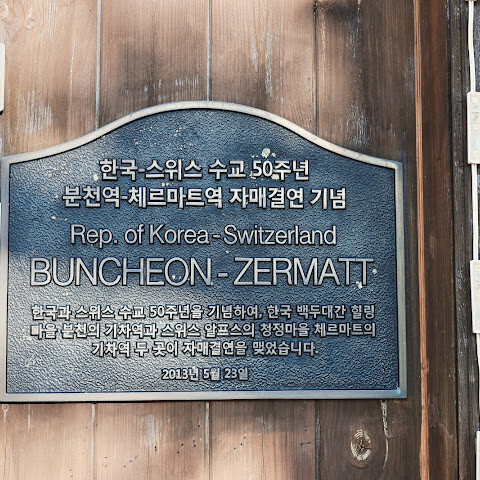 한국-스위스 수교 50주년
분천역-체르마트역 자매결연 기념
Rep. of Korea - Switzerland
BUNCHEON - ZERMATT
한국과 스위스 수교 50주년을 기념하여, 한국 백두대간 힐링
마을 분천의 기차역과 스위스 알프스의 청정마을 체르마트의
기차역 두 곳이 자매결연을 맺었습니다.
2013년 5월 23일